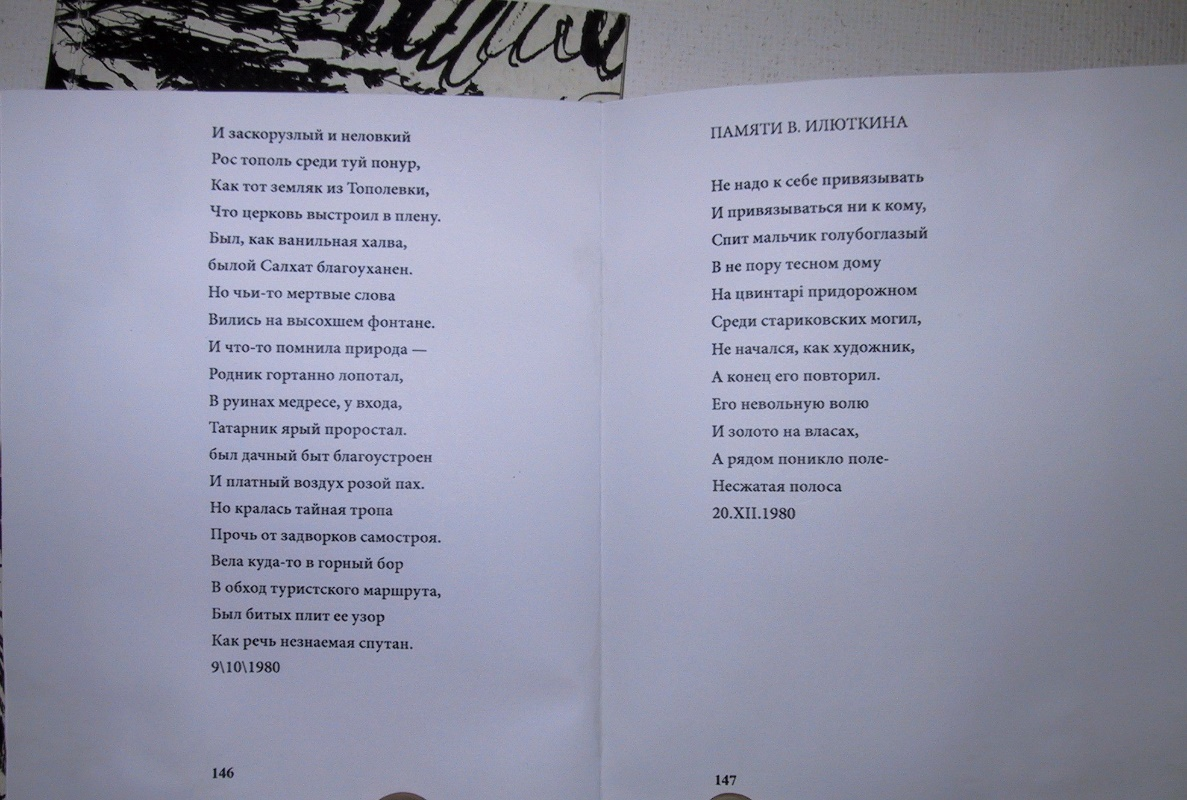 И заскорузлый и неловкий
Рос тополь среди туй понур,
Как тот земляк из Тополевки,
Что церковь выстроил в плену.
Был, как ванильная халва,
былой Салхат благоуханен.
Но чьи-то мертвые слова
Вились на высохшем фонтане.
И что-то помнила природа —
Родник гортанно лопотал,
В руинах медресе, у входа,
Татарник ярый проростал.
был дачный быт благоустроен
И платный воздух розой пах.
Но кралась тайная тропа
Прочь от задворков самостроя.
Вела куда-то в горный бор
В обход туристского маршрута,
Был битых плит ее узор
Как речь незнаемая спутан.
9\10\1980
146
ПАМЯТИ В. ИЛЮТКИНА
Не надо к себе привязывать
И привязываться ни к кому,
Спит мальчик голубоглазый
В не пору тесном дому
На цвинтарі придорожном
Среди стариковских могил,
Не начался, как художник,
А конец его повторил.
Его невольную волю
И золото на власах,
А рядом поникло поле-
Несжатая полоса
20.XII.1980
147